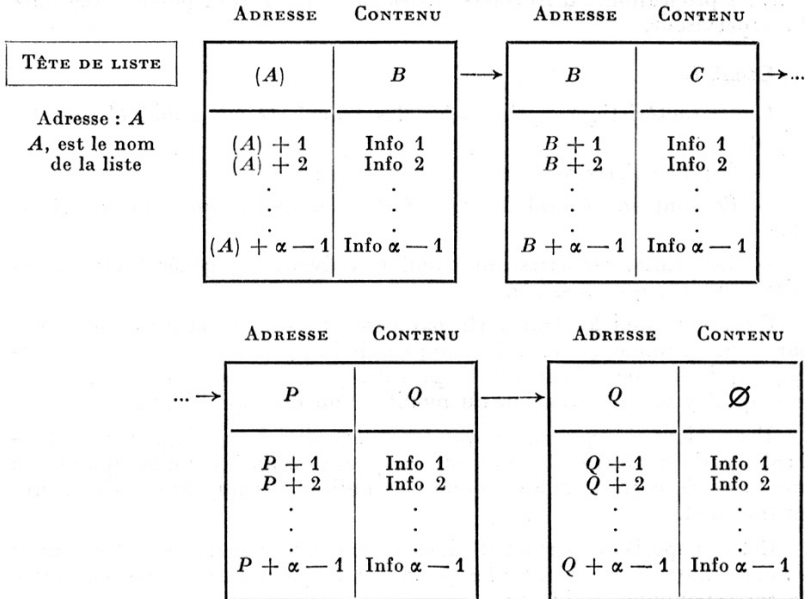 ADRESSE CONTENU ADRESSE CONTENU
TÊTE DE LISTE
(A) B → B C →...
Adresse : A
A, est le nom
de la liste
(A) + 1 Info 1 B + 1 Info 1
(A) + 2 Info 2 B + 2 Info 2
. . . .
. . . .
. . . .
(A) + α — 1 Info α — 1 B + α — 1 Info α — 1
ADRESSE CONTENU ADRESSE CONTENU
... → P Q → Q Ø
P + 1 Info 1 Q + 1 Info 1
P + 2 Info 2 Q + 2 Info 2
. . . .
. . . .
. . . .
P + α — 1 Info α — 1 Q + α — 1 Info α — 1